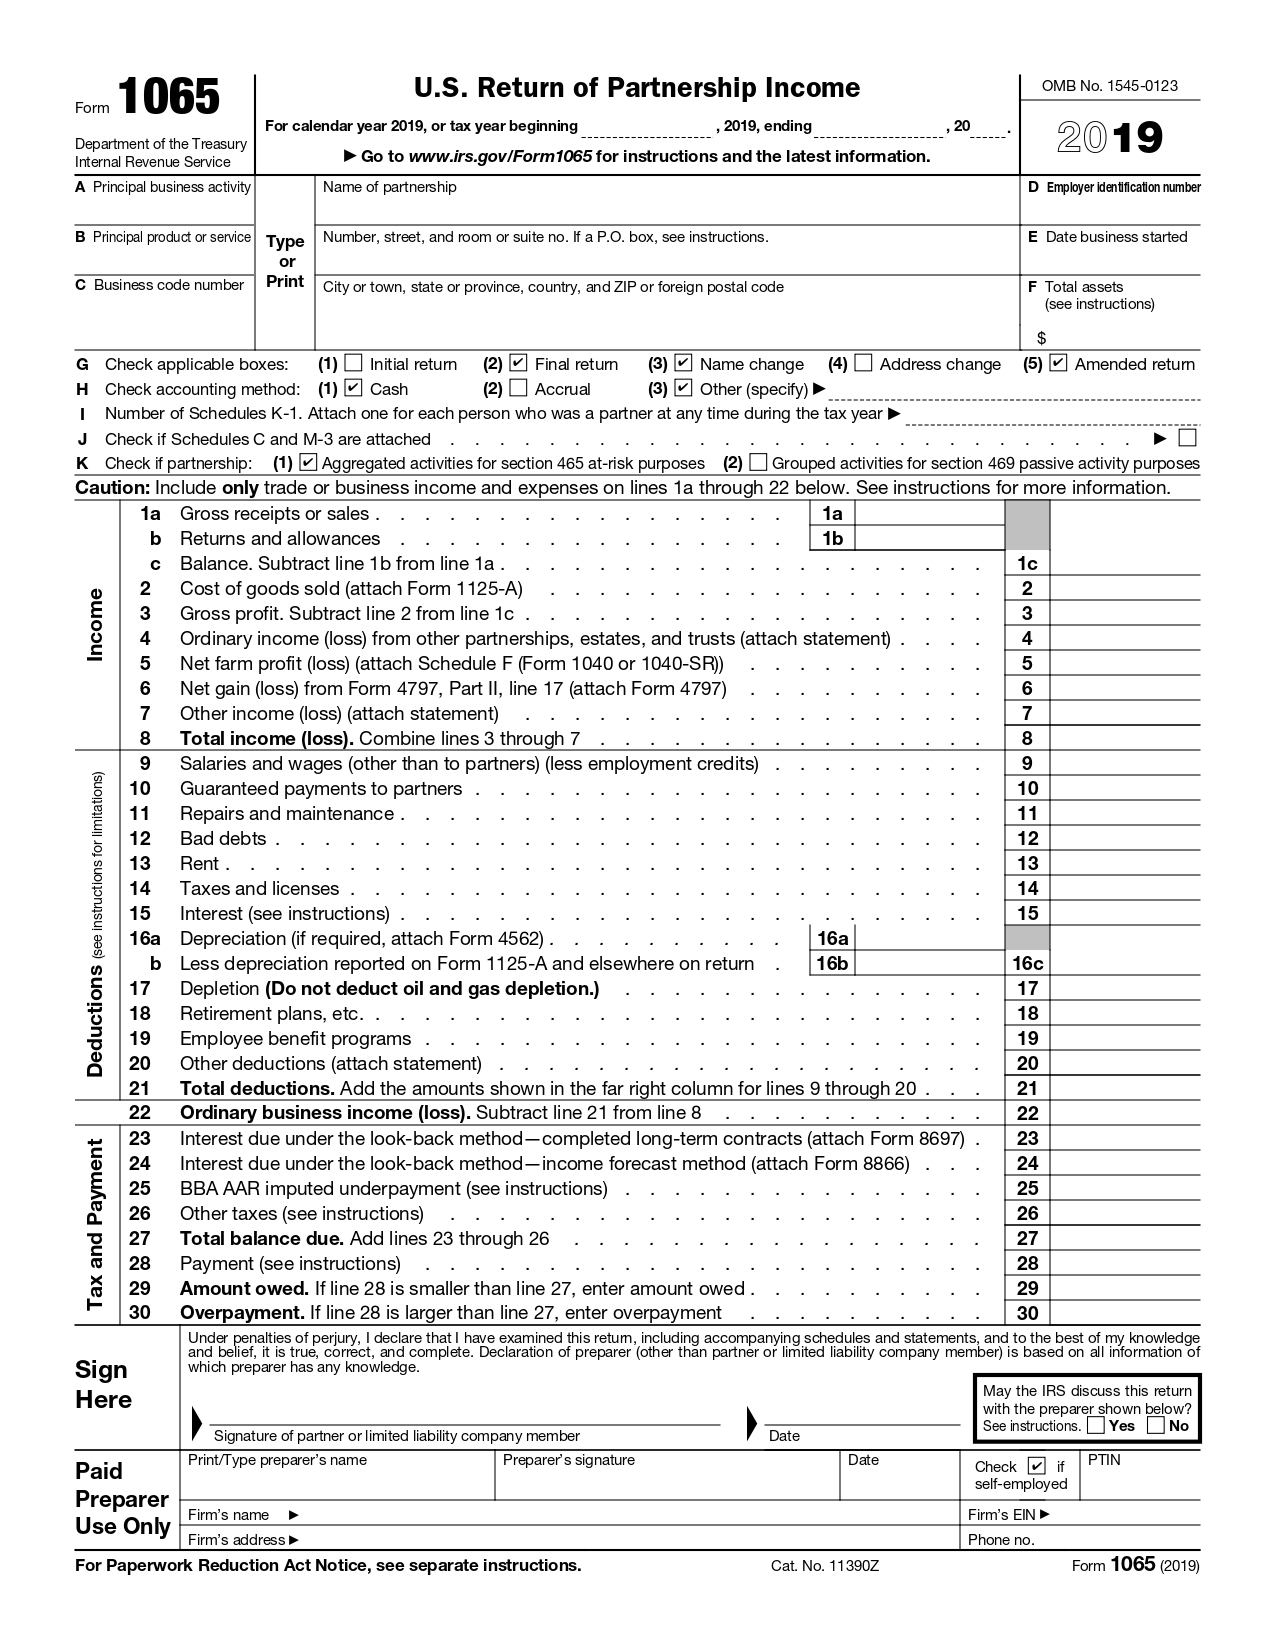 Form 1065
Department of the Treasury
Internal Revenue Service
U.S. Return of Partnership Income
For calendar year 2019, or tax year beginning , 2019, ending , 20 .
▶ Go to www.irs.gov/Form1065 for instructions and the latest information.
OMB No. 1545-0123
2019
A Principal business activity
B Principal product or service
C Business code number
Type
or
Print
Name of partnership
Number, street, and room or suite no. If a P.O. box, see instructions.
City or town, state or province, country, and ZIP or foreign postal code
D Employer identification number
E Date business started
F Total assets
(see instructions)
$
G Check applicable boxes: (1) ☐ Initial return (2) ☑ Final return (3) ☑ Name change (4) ☐ Address change (5) ☑ Amended return
H Check accounting method: (1) ☑ Cash (2) ☐ Accrual (3) ☑ Other (specify) ▶
I Number of Schedules K-1. Attach one for each person who was a partner at any time during the tax year ▶
J Check if Schedules C and M-3 are attached . . . . . . . . . . . . . . . . . . . . . . . . . . . . ▶ ☐
K Check if partnership: (1) ☑ Aggregated activities for section 465 at-risk purposes (2) ☐ Grouped activities for section 469 passive activity purposes
Caution: Include only trade or business income and expenses on lines 1a through 22 below. See instructions for more information.
Income
1a Gross receipts or sales . . . . . . . . . . . . . . . . . 1a
b Returns and allowances . . . . . . . . . . . . . . . . 1b
c Balance. Subtract line 1b from line 1a . . . . . . . . . . . . . . . . . . . . 1c
2 Cost of goods sold (attach Form 1125-A) . . . . . . . . . . . . . . . . . . 2
3 Gross profit. Subtract line 2 from line 1c . . . . . . . . . . . . . . . . . . . 3
4 Ordinary income (loss) from other partnerships, estates, and trusts (attach statement) . . . . 4
5 Net farm profit (loss) (attach Schedule F (Form 1040 or 1040-SR)) . . . . . . . . . . 5
6 Net gain (loss) from Form 4797, Part II, line 17 (attach Form 4797) . . . . . . . . . . 6
7 Other income (loss) (attach statement) . . . . . . . . . . . . . . . . . . . 7
8 Total income (loss). Combine lines 3 through 7 . . . . . . . . . . . . . . . . 8
Deductions (see instructions for limitations)
9 Salaries and wages (other than to partners) (less employment credits) . . . . . . . . . 9
10 Guaranteed payments to partners . . . . . . . . . . . . . . . . . . . . . 10
11 Repairs and maintenance . . . . . . . . . . . . . . . . . . . . . . . . 11
12 Bad debts . . . . . . . . . . . . . . . . . . . . . . . . . . . . . 12
13 Rent . . . . . . . . . . . . . . . . . . . . . . . . . . . . . . . 13
14 Taxes and licenses . . . . . . . . . . . . . . . . . . . . . . . . . . 14
15 Interest (see instructions) . . . . . . . . . . . . . . . . . . . . . . . . 15
16a Depreciation (if required, attach Form 4562) . . . . . . . . . . 16a
b Less depreciation reported on Form 1125-A and elsewhere on return . 16b 16c
17 Depletion (Do not deduct oil and gas depletion.) . . . . . . . . . . . . . . . 17
18 Retirement plans, etc. . . . . . . . . . . . . . . . . . . . . . . . . . 18
19 Employee benefit programs . . . . . . . . . . . . . . . . . . . . . . . 19
20 Other deductions (attach statement) . . . . . . . . . . . . . . . . . . . . 20
21 Total deductions. Add the amounts shown in the far right column for lines 9 through 20 . . . 21
22 Ordinary business income (loss). Subtract line 21 from line 8 . . . . . . . . . . . 22
Tax and Payment
23 Interest due under the look-back method—completed long-term contracts (attach Form 8697) . 23
24 Interest due under the look-back method—income forecast method (attach Form 8866) . . . 24
25 BBA AAR imputed underpayment (see instructions) . . . . . . . . . . . . . . . 25
26 Other taxes (see instructions) . . . . . . . . . . . . . . . . . . . . . . 26
27 Total balance due. Add lines 23 through 26 . . . . . . . . . . . . . . . . . 27
28 Payment (see instructions) . . . . . . . . . . . . . . . . . . . . . . . 28
29 Amount owed. If line 28 is smaller than line 27, enter amount owed . . . . . . . . . . 29
30 Overpayment. If line 28 is larger than line 27, enter overpayment . . . . . . . . . . 30
Sign
Here
Under penalties of perjury, I declare that I have examined this return, including accompanying schedules and statements, and to the best of my knowledge
and belief, it is true, correct, and complete. Declaration of preparer (other than partner or limited liability company member) is based on all information of
which preparer has any knowledge.
Signature of partner or limited liability company member
Date
May the IRS discuss this return
with the preparer shown below?
See instructions. ☐ Yes ☐ No
Paid
Preparer
Use Only
Print/Type preparer's name
Preparer's signature
Date
Check ☑ if
self-employed
PTIN
Firm's name ▶
Firm's EIN ▶
Firm's address ▶
Phone no.
For Paperwork Reduction Act Notice, see separate instructions.
Cat. No. 11390Z
Form 1065 (2019)